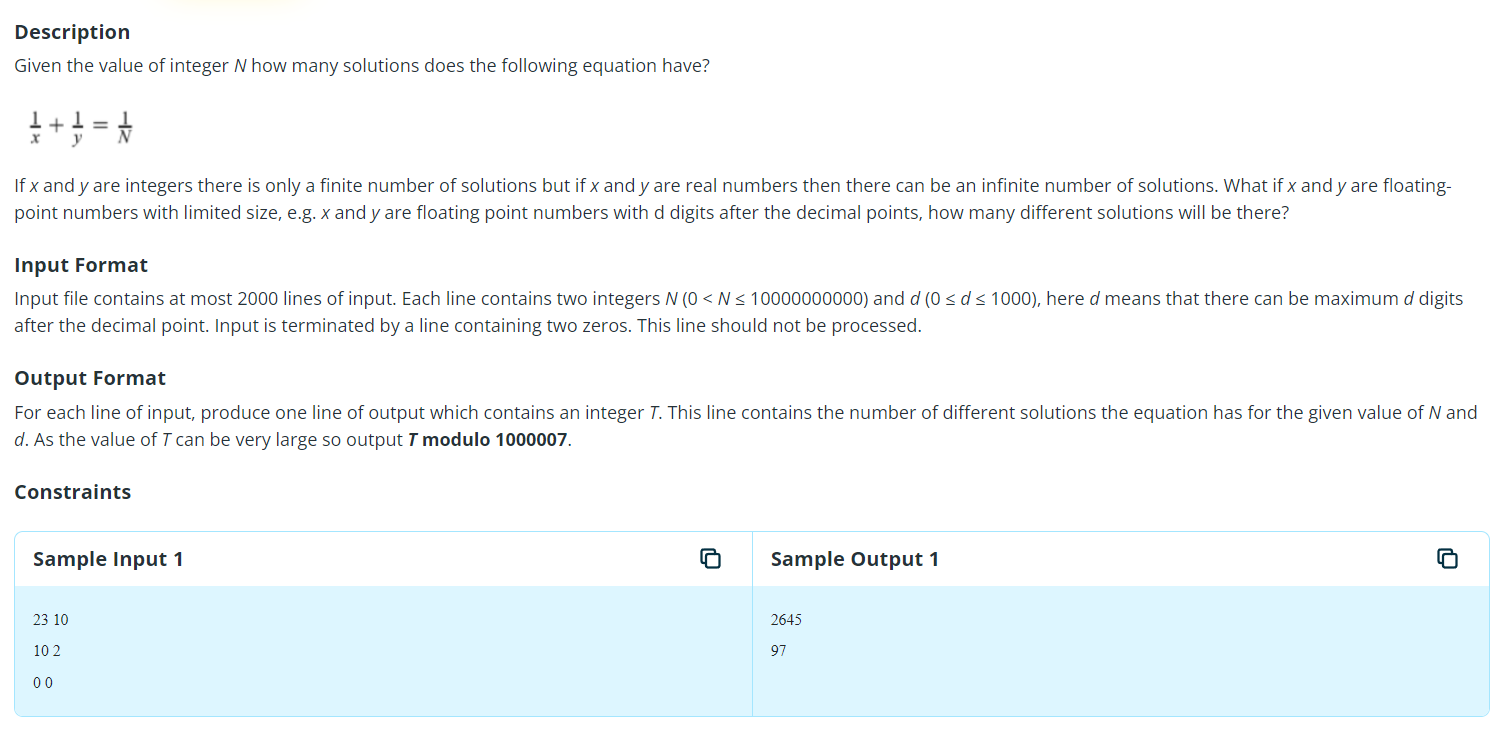 Description
Given the value of integer N how many solutions does the following equation have?
1/x + 1/y = 1/N
If x and y are integers there is only a finite number of solutions but if x and y are real numbers then there can be an infinite number of solutions. What if x and y are floating-
point numbers with limited size, e.g. x and y are floating point numbers with d digits after the decimal points, how many different solutions will be there?
Input Format
Input file contains at most 2000 lines of input. Each line contains two integers N (0 < N ≤ 10000000000) and d (0 ≤ d ≤ 1000), here d means that there can be maximum d digits
after the decimal point. Input is terminated by a line containing two zeros. This line should not be processed.
Output Format
For each line of input, produce one line of output which contains an integer T. This line contains the number of different solutions the equation has for the given value of N and
d. As the value of T can be very large so output T modulo 1000007.
Constraints
Sample Input 1
Sample Output 1
23 10
10 2
0 0
2645
97